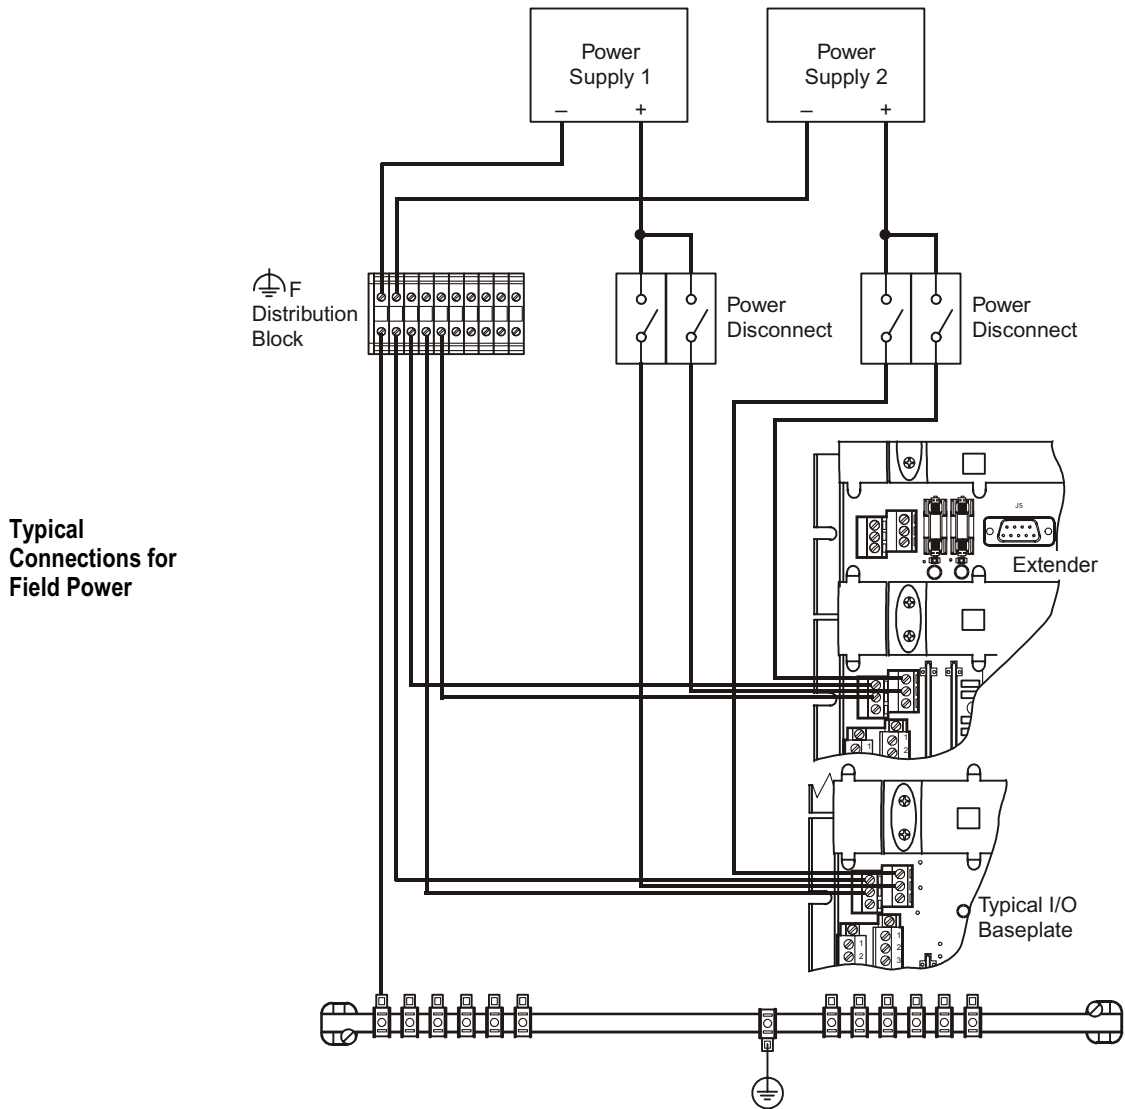 Power
Supply 1
– +
Power
Supply 2
– +
F
Distribution
Block
Power
Disconnect
Power
Disconnect
Typical
Connections for
Field Power
J5
Extender
1
1
2
Typical I/O
Baseplate
1
2
1
2
3